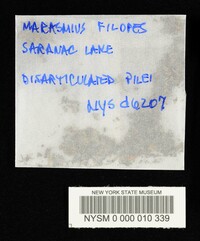 MARASMIUS FILOPES
SARANAC LAKE
DISARTICULATED PILEI
NYS d6207
NEW YORK STATE MUSEUM
NYSM 0 000 010 339